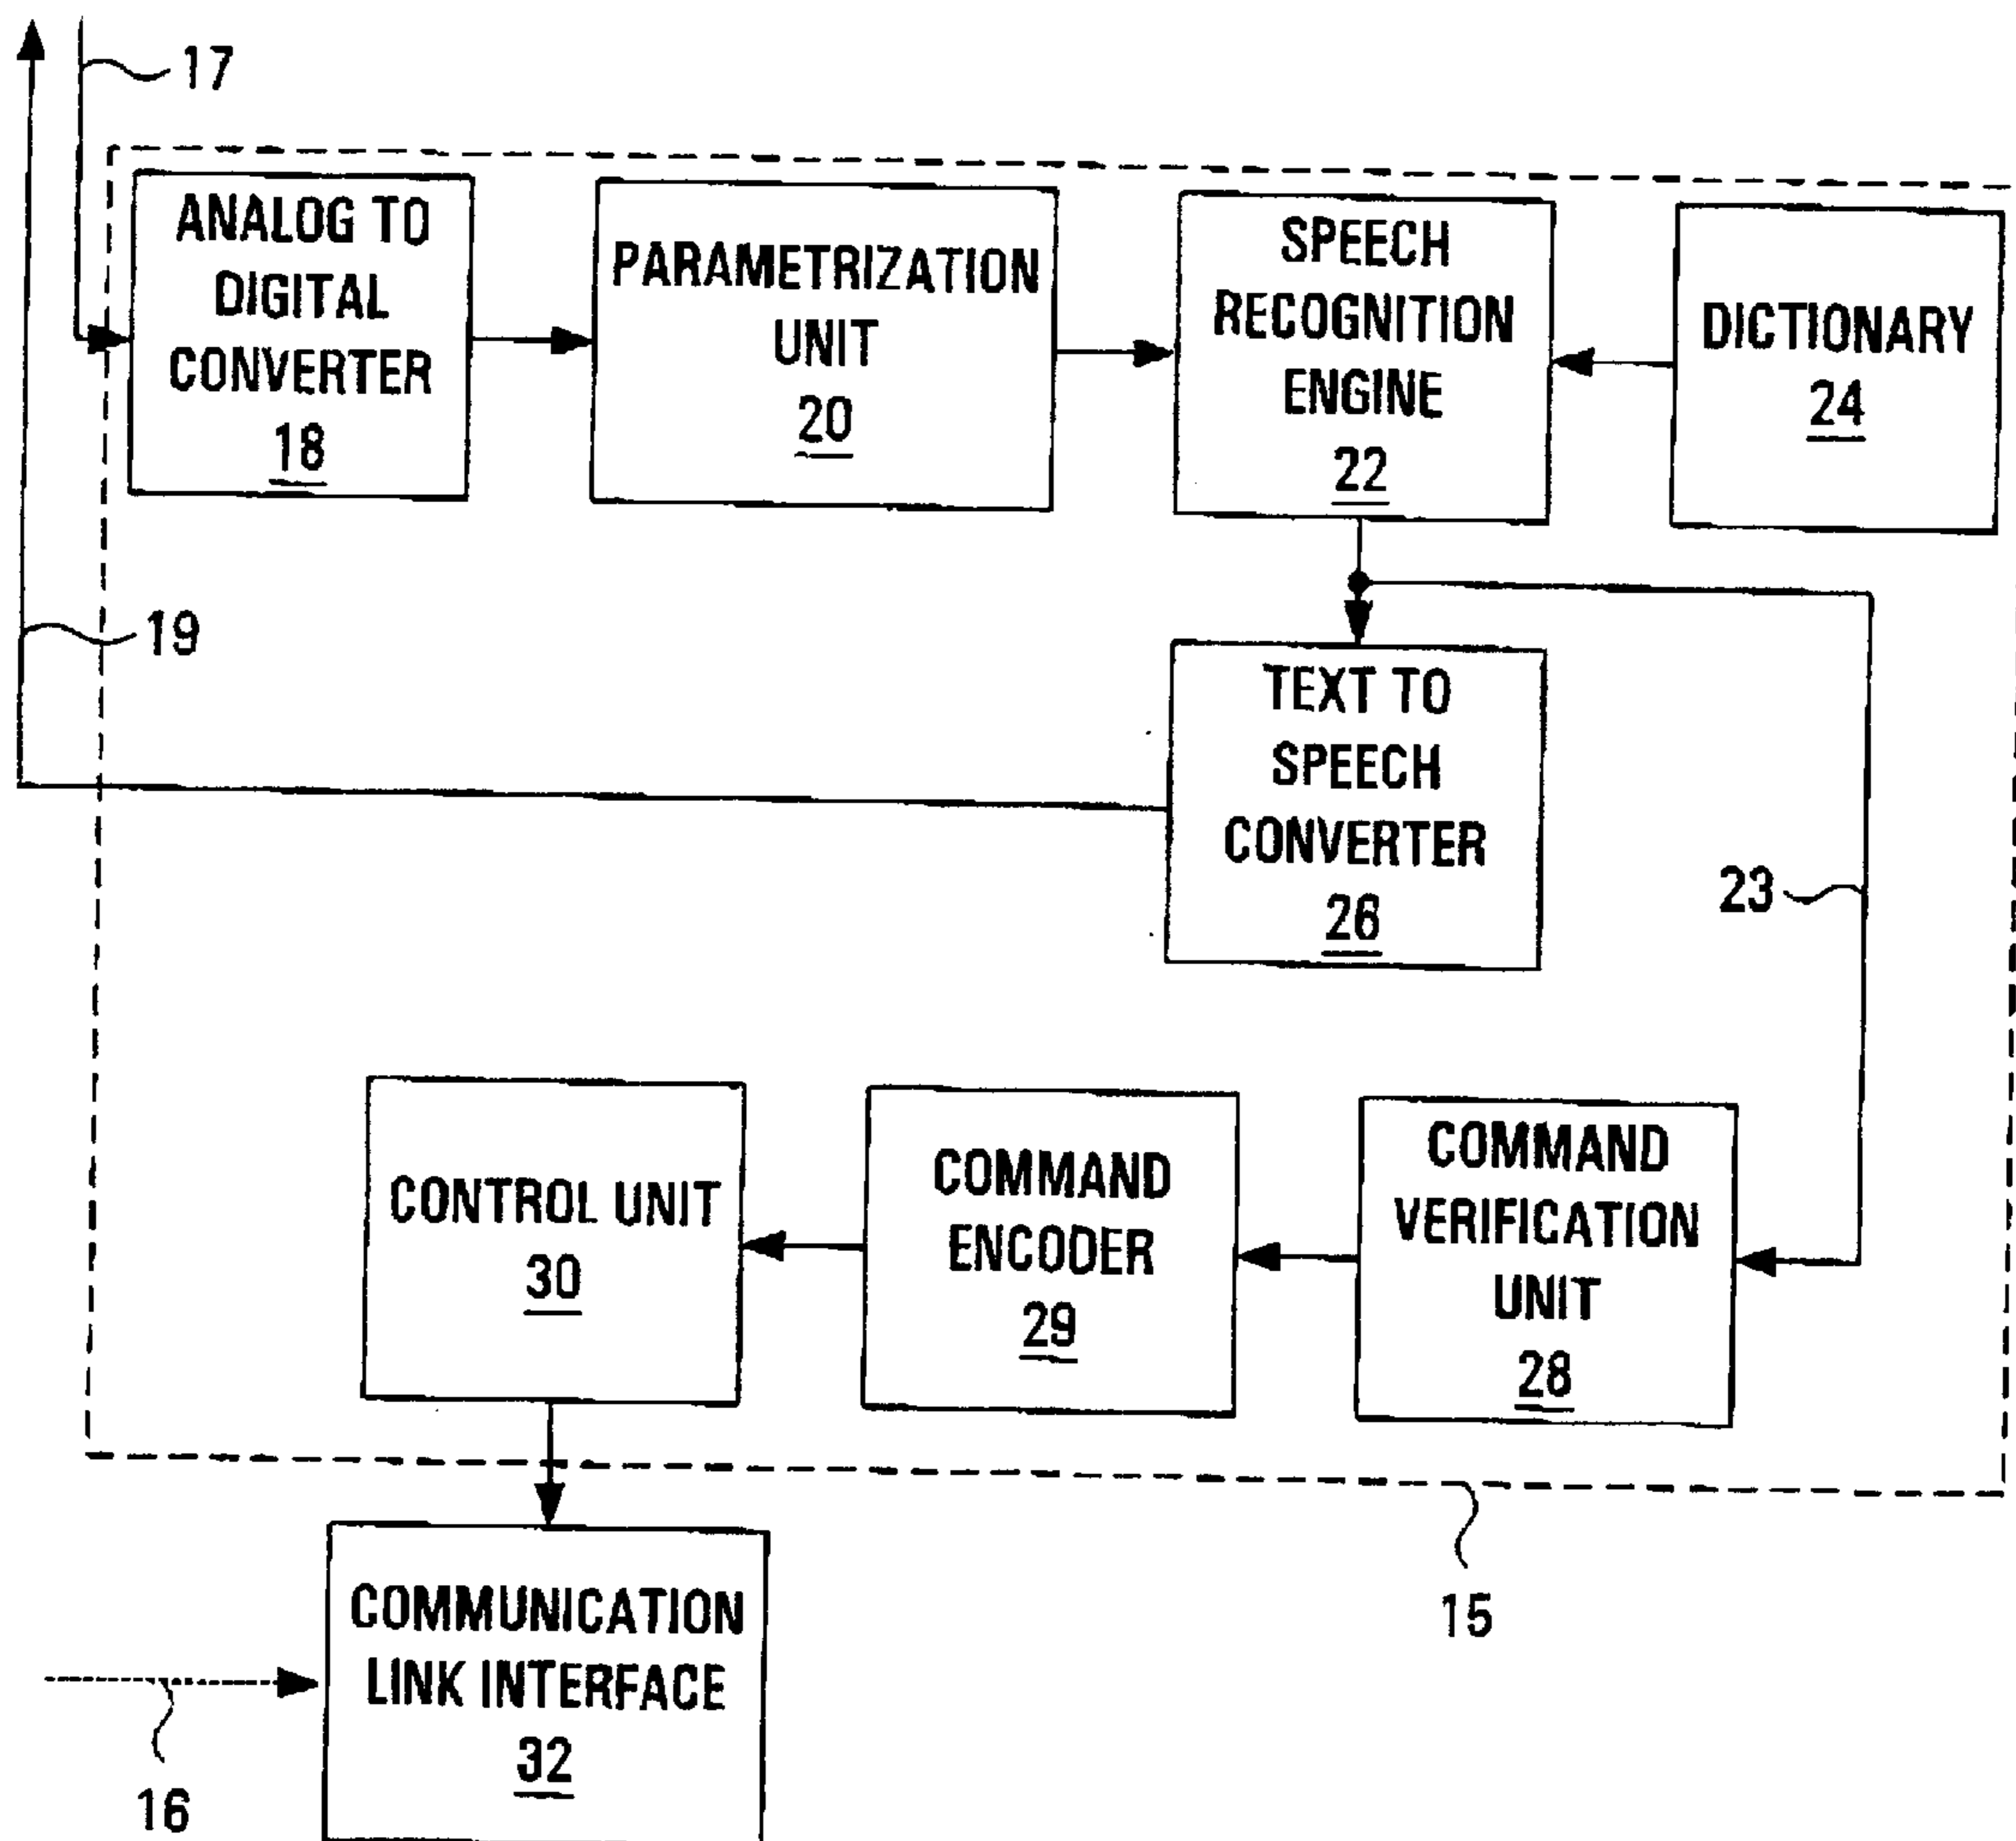 17
ANALOG TO
DIGITAL
CONVERTER
18
PARAMETRIZATION
UNIT
20
SPEECH
RECOGNITION
ENGINE
22
DICTIONARY
24
19
TEXT TO
SPEECH
CONVERTER
26
23
CONTROL UNIT
30
COMMAND
ENCODER
29
COMMAND
VERIFICATION
UNIT
28
15
COMMUNICATION
LINK INTERFACE
32
16